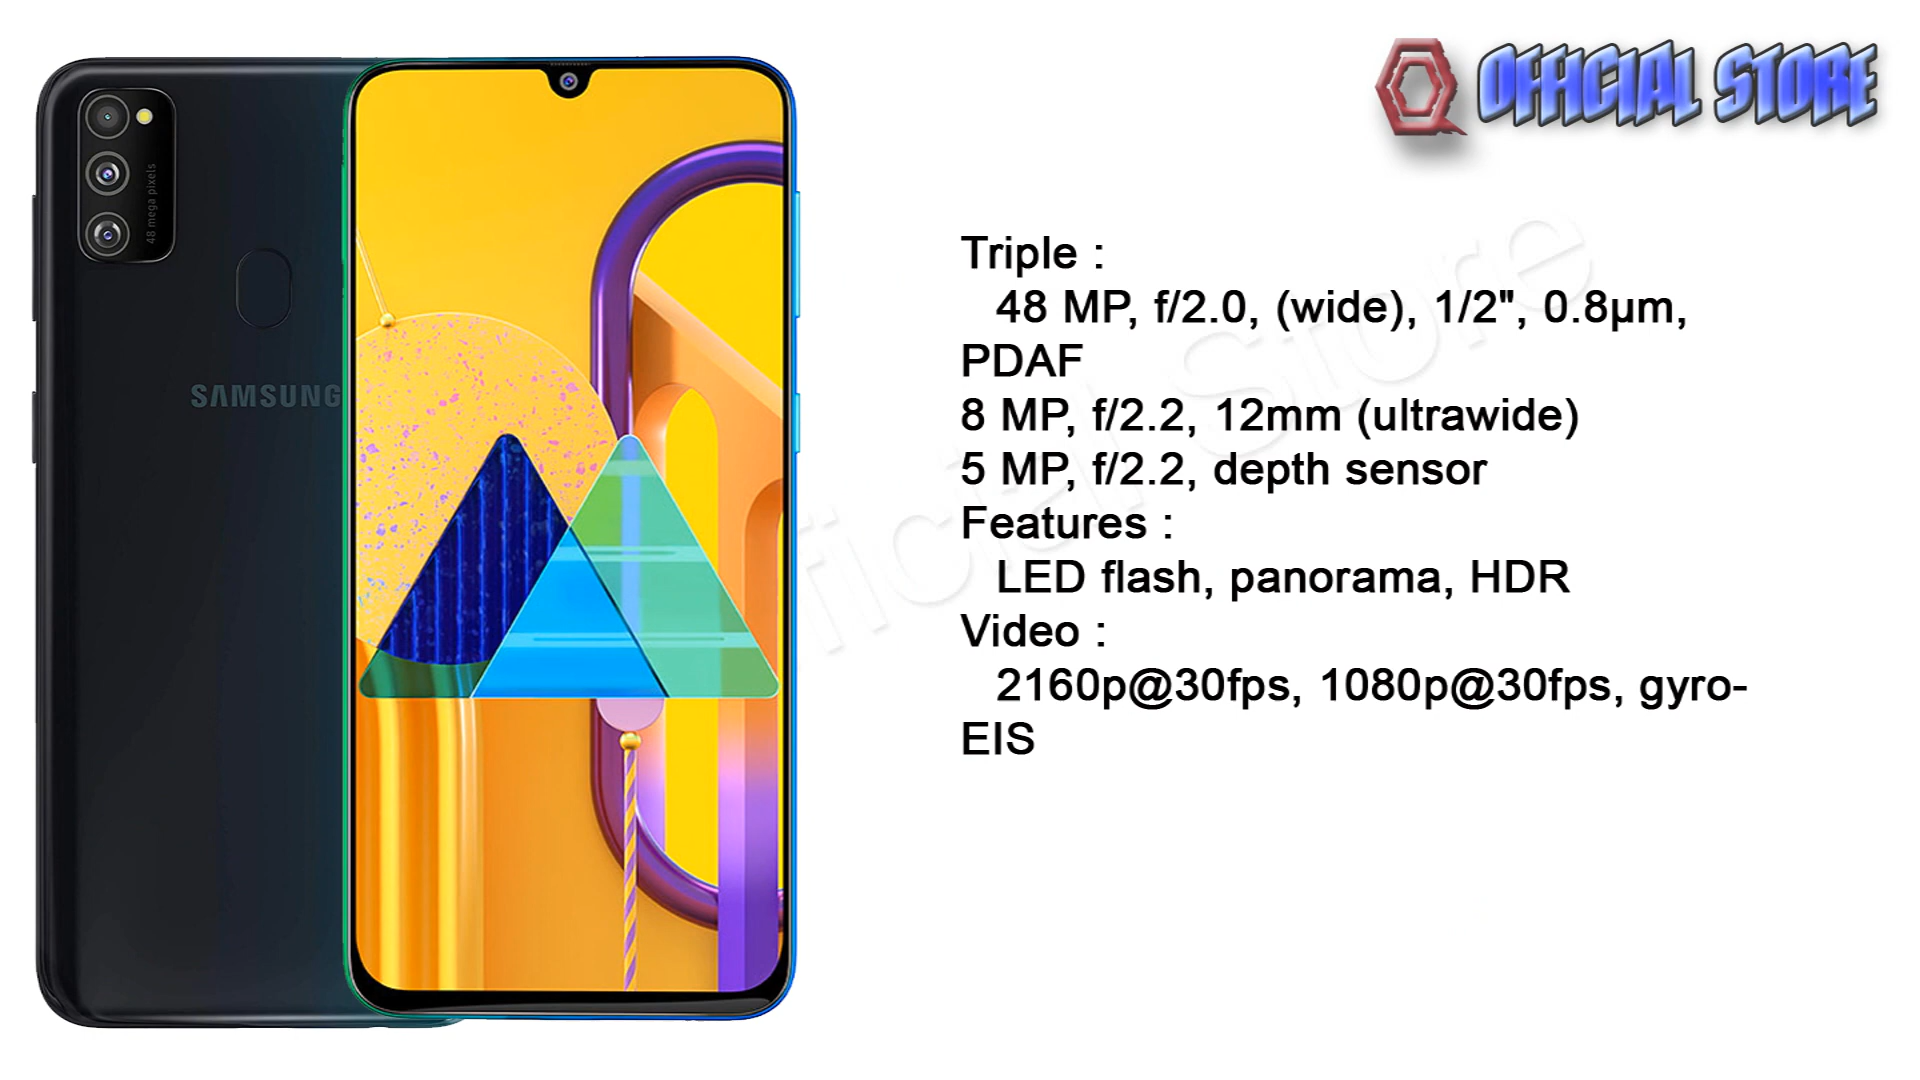 OFFICIAL STORE
48 mega pixels
SAMSUNG
Triple :
48 MP, f/2.0, (wide), 1/2", 0.8µm,
PDAF
8 MP, f/2.2, 12mm (ultrawide)
5 MP, f/2.2, depth sensor
Features :
LED flash, panorama, HDR
Video :
2160p@30fps, 1080p@30fps, gyro-
EIS
Official Store